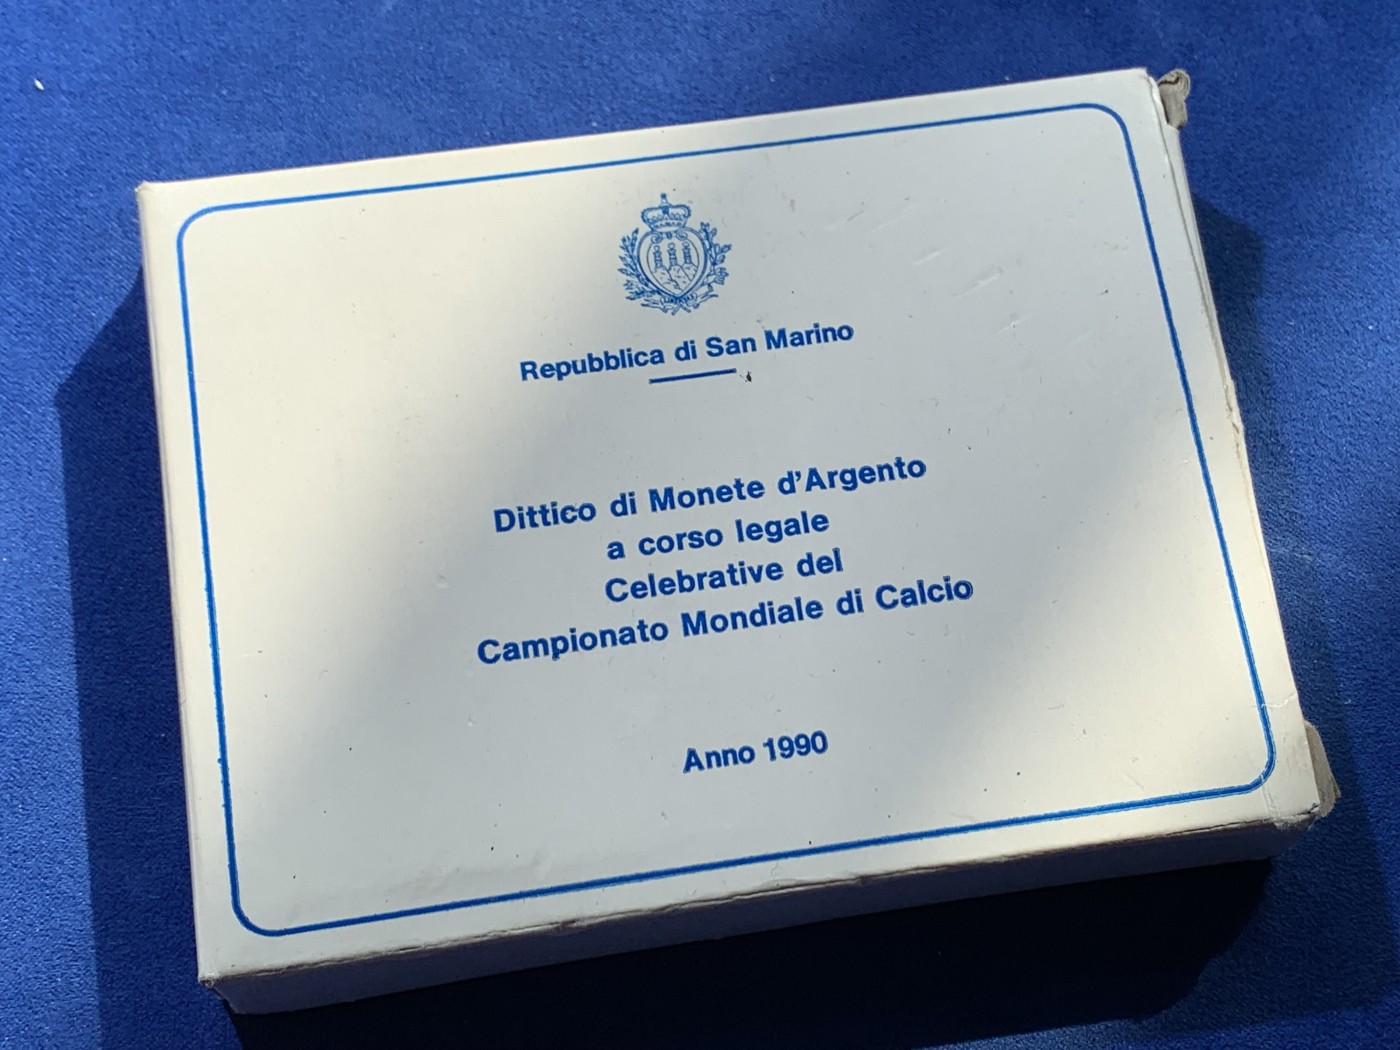 Repubblica di San Marino
Dittico di Monete d'Argento
a corso legale
Celebrative del
Campionato Mondiale di Calcio
Anno 1990